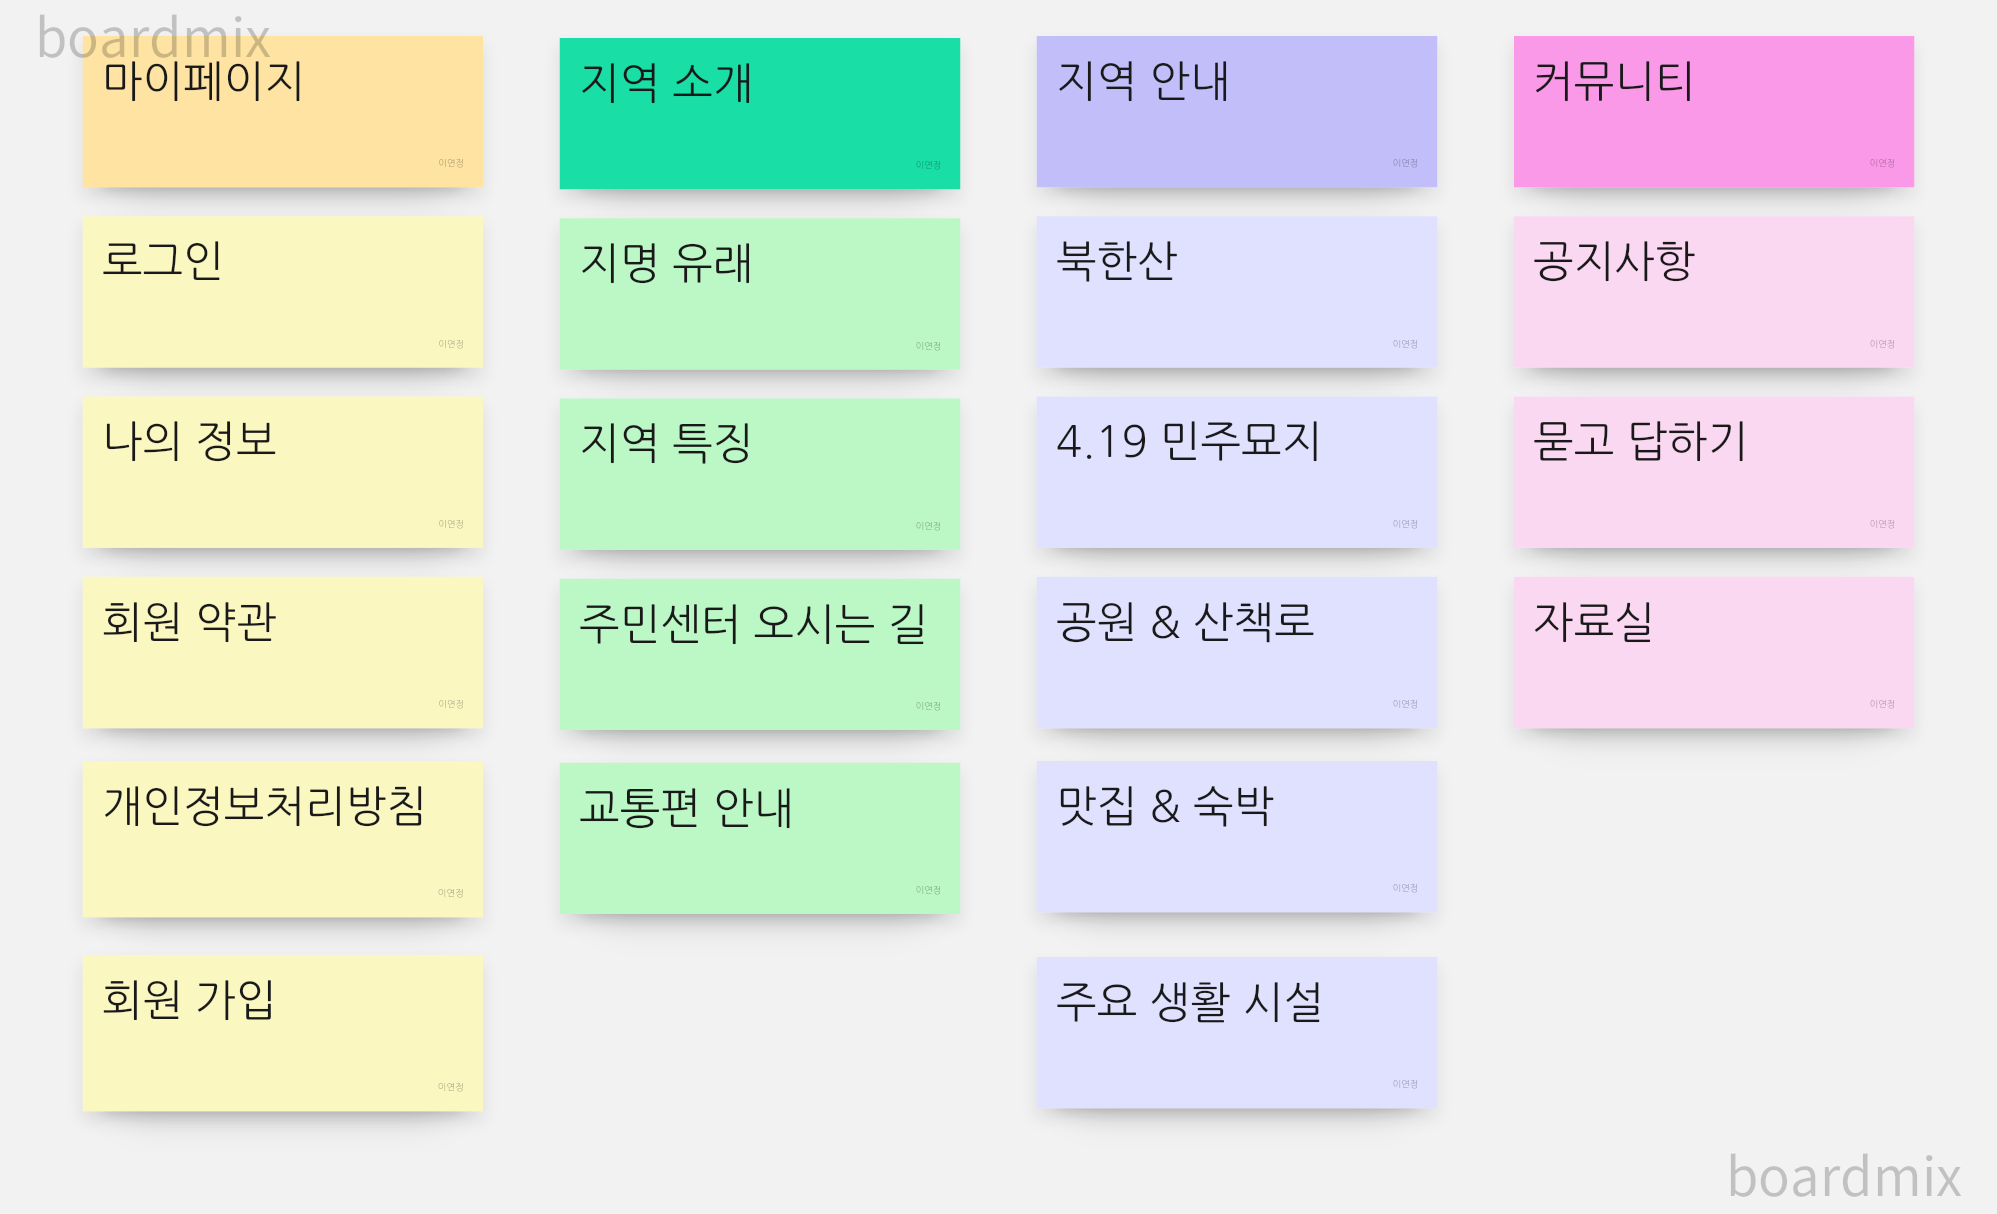 boardmix
마이페이지
이연정
로그인
이연정
나의 정보
이연정
회원 약관
이연정
개인정보처리방침
이연정
회원 가입
이연정
지역 소개
이연정
지명 유래
이연정
지역 특징
이연정
주민센터 오시는 길
이연정
교통편 안내
이연정
지역 안내
이연정
북한산
이연정
4.19 민주묘지
이연정
공원 & 산책로
이연정
맛집 & 숙박
이연정
주요 생활 시설
이연정
커뮤니티
이연정
공지사항
이연정
묻고 답하기
이연정
자료실
이연정
boardmix